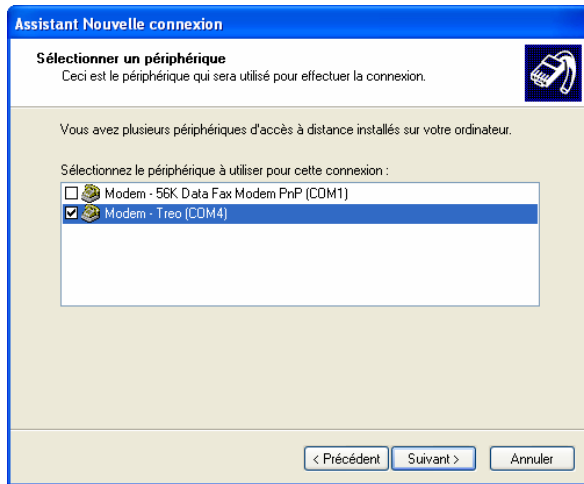 Assistant Nouvelle connexion
Sélectionner un périphérique
Ceci est le périphérique qui sera utilisé pour effectuer la connexion.
Vous avez plusieurs périphériques d'accès à distance installés sur votre ordinateur.
Sélectionnez le périphérique à utiliser pour cette connexion :
Modem - 56K Data Fax Modem PnP (COM1)
Modem - Treo (COM4)
< Précédent Suivant > Annuler